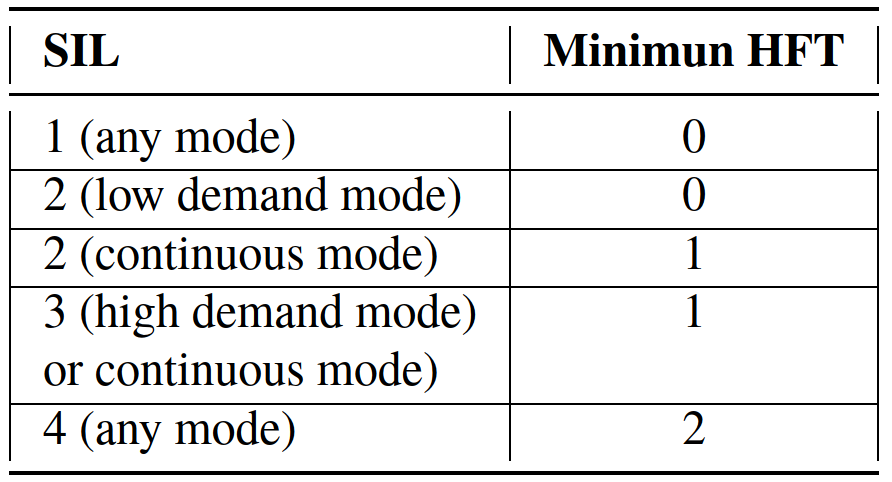 SIL Minimun HFT
1 (any mode) 0
2 (low demand mode) 0
2 (continuous mode) 1
3 (high demand mode) 1
or continuous mode)
4 (any mode) 2